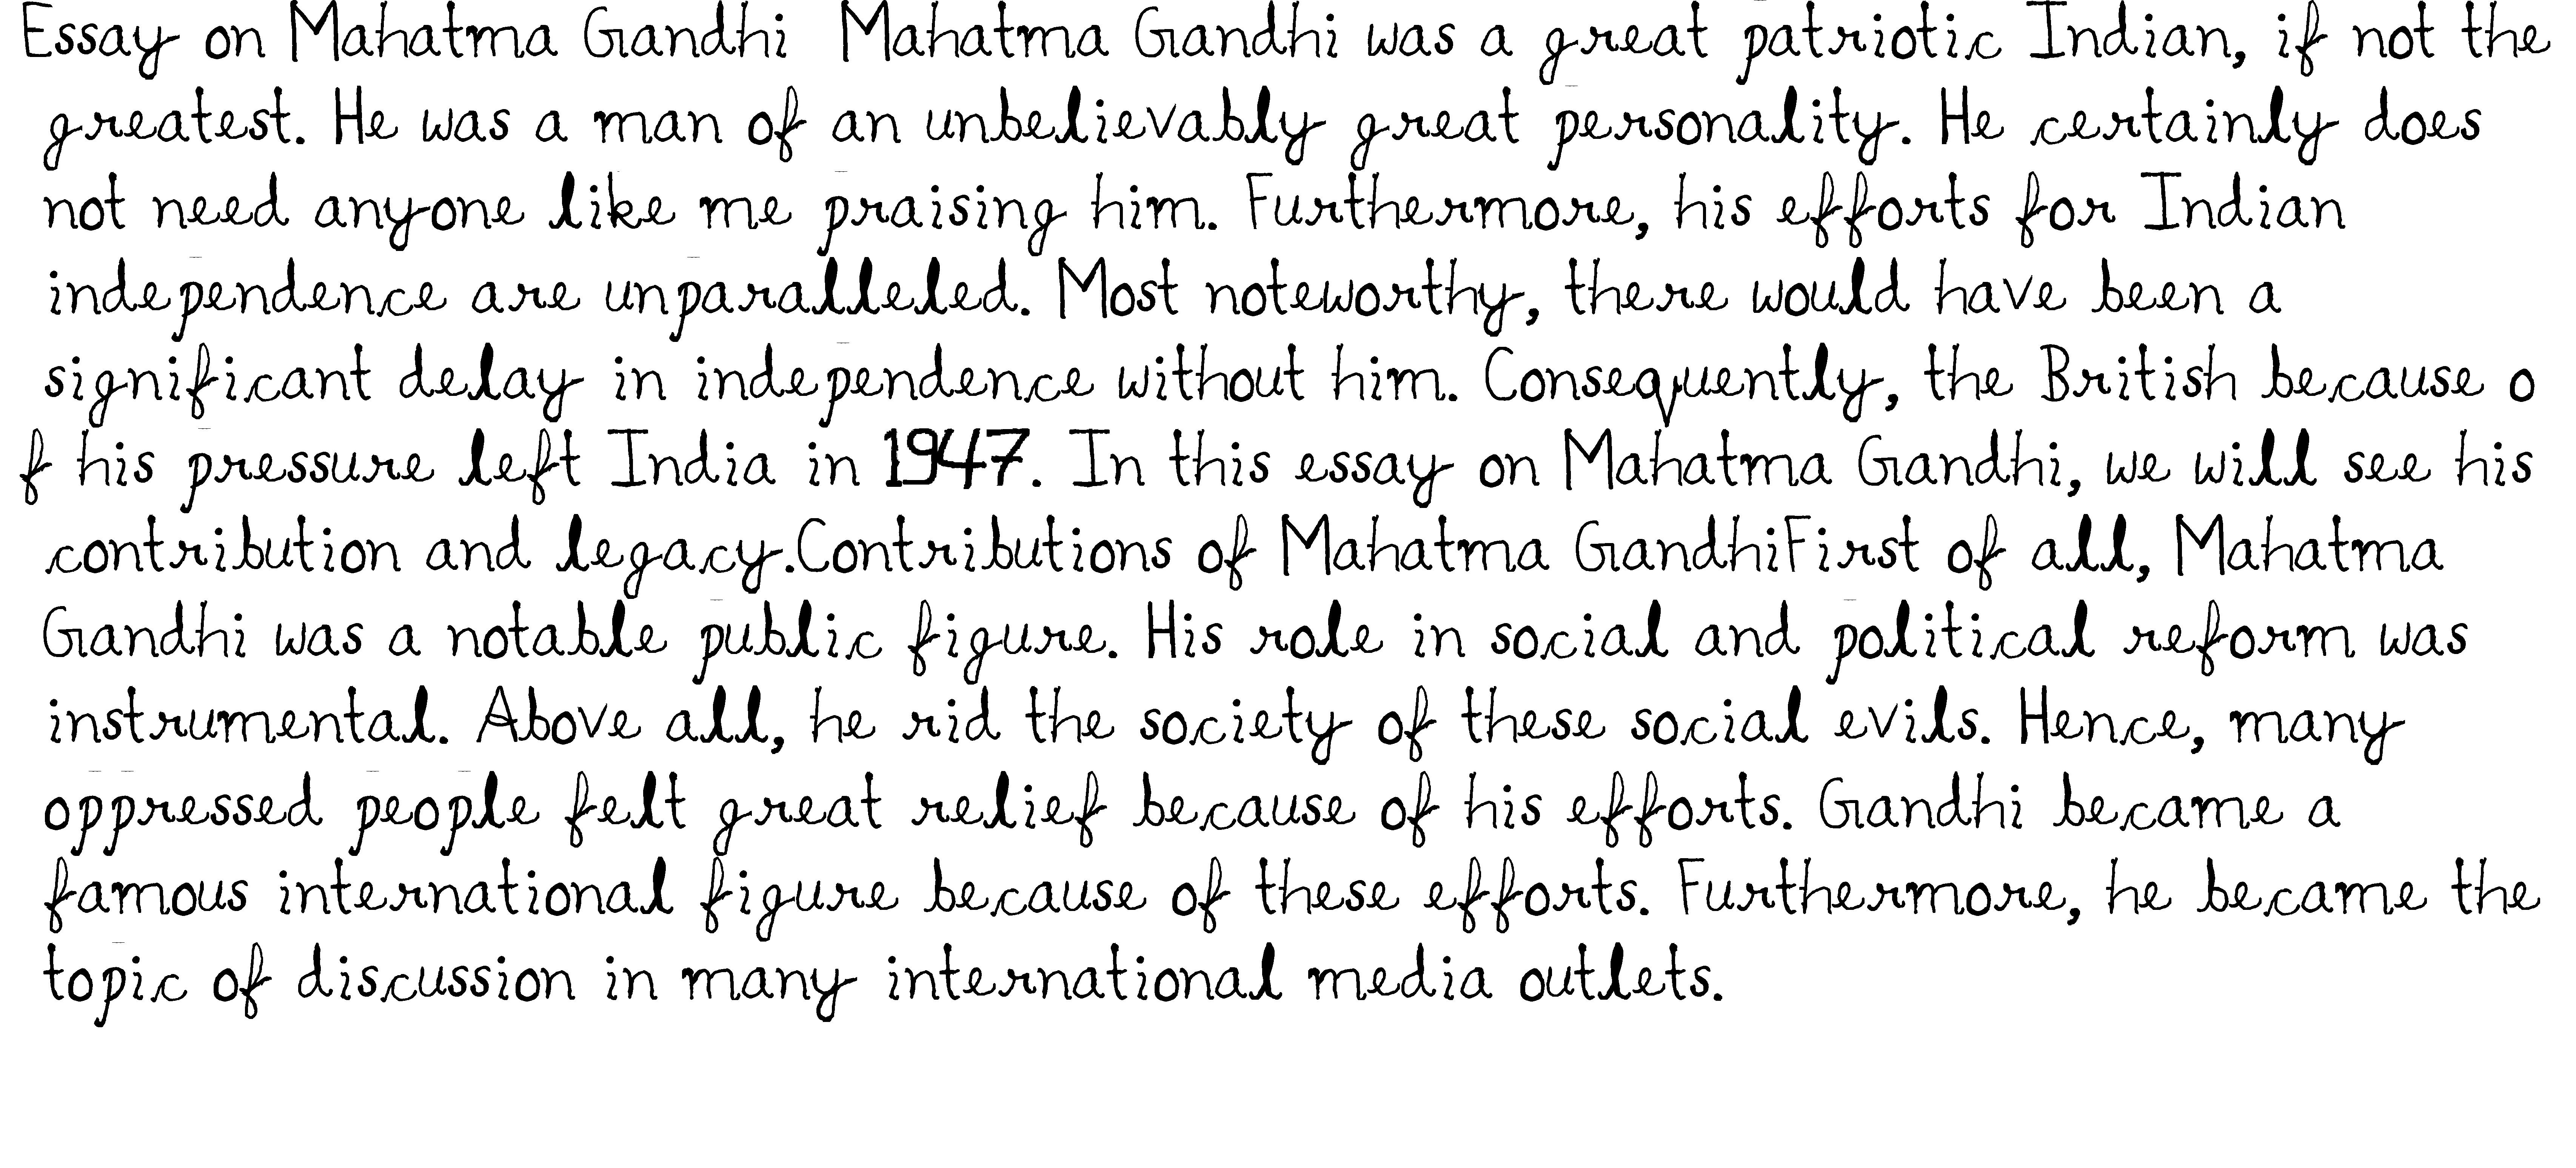 Essay on Mahatma Gandhi  Mahatma Gandhi was a great patriotic Indian, if not the
greatest. He was a man of an unbelievably great personality. He certainly does
not need anyone like me praising him. Furthermore, his efforts for Indian
independence are unparalleled. Most noteworthy, there would have been a
significant delay in independence without him. Consequently, the British because o
f his pressure left India in 1947. In this essay on Mahatma Gandhi, we will see his
contribution and legacy.Contributions of Mahatma GandhiFirst of all, Mahatma
Gandhi was a notable public figure. His role in social and political reform was
instrumental. Above all, he rid the society of these social evils. Hence, many
oppressed people felt great relief because of his efforts. Gandhi became a
famous international figure because of these efforts. Furthermore, he became the
topic of discussion in many international media outlets.